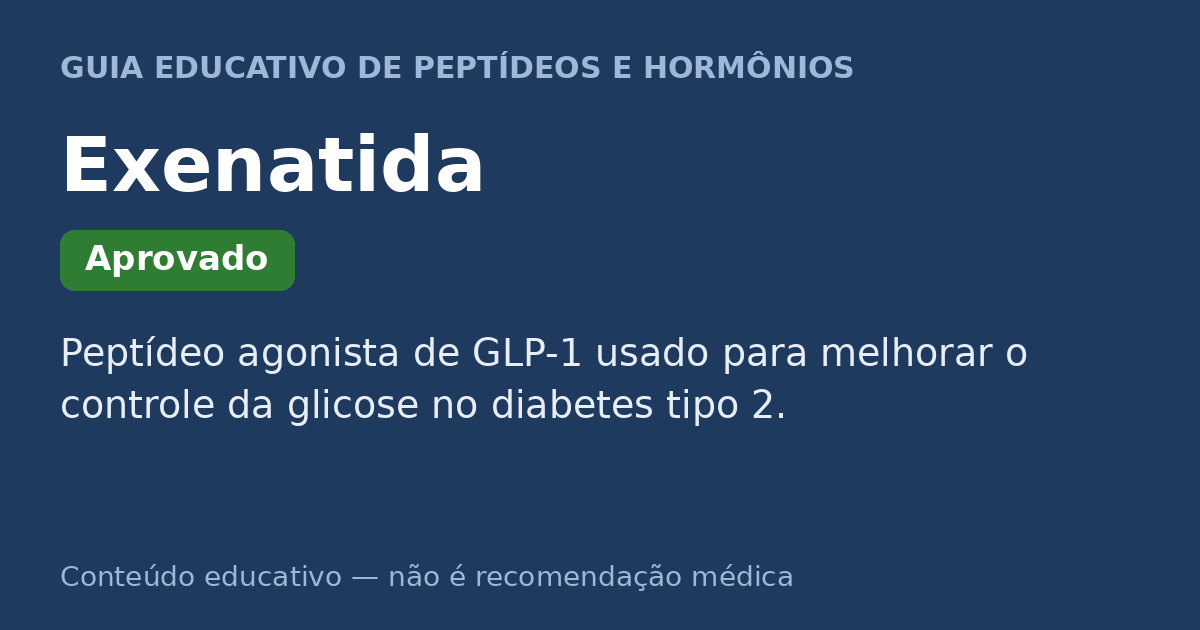 GUIA EDUCATIVO DE PEPTÍDEOS E HORMÔNIOS
Exenatida
Aprovado
Peptídeo agonista de GLP-1 usado para melhorar o
controle da glicose no diabetes tipo 2.
Conteúdo educativo — não é recomendação médica